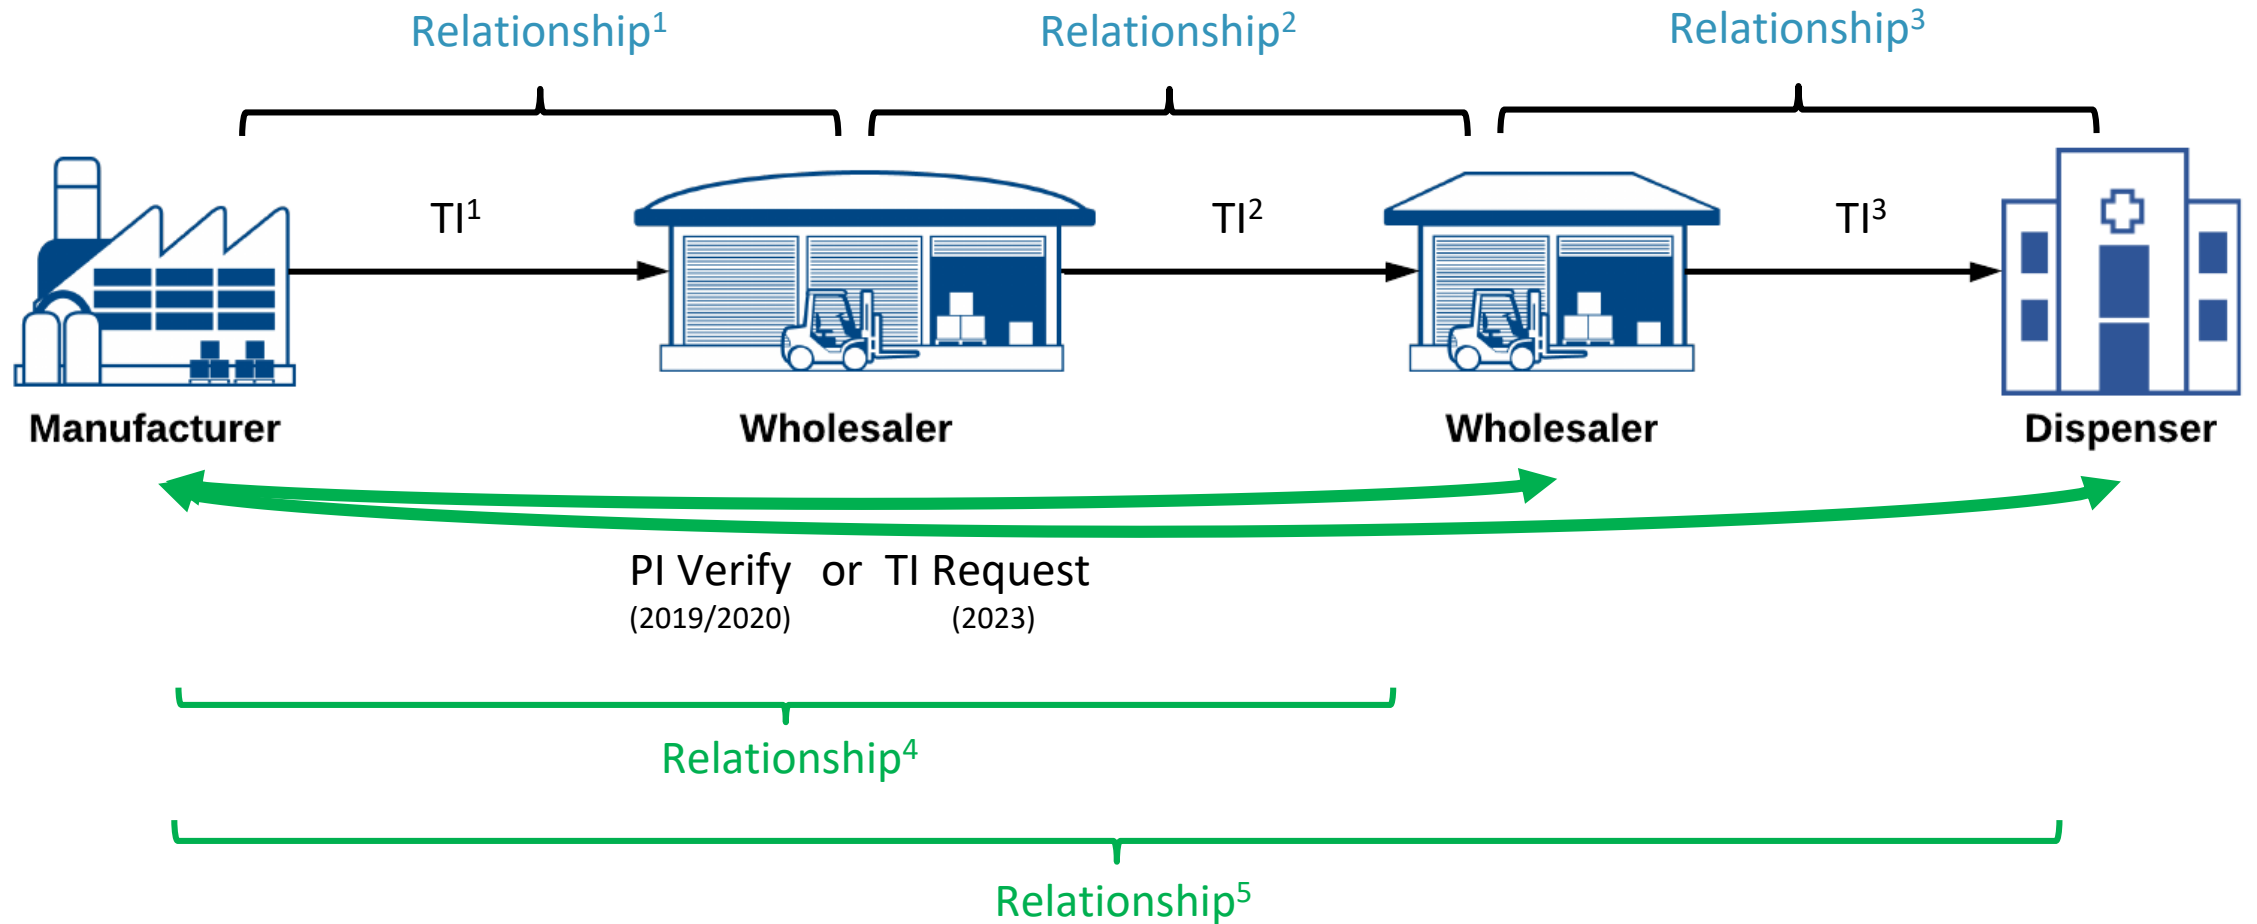 Relationship¹
Relationship²
Relationship³
TI¹
TI²
TI³
Manufacturer
Wholesaler
Wholesaler
Dispenser
PI Verify or TI Request
(2019/2020) (2023)
Relationship⁴
Relationship⁵